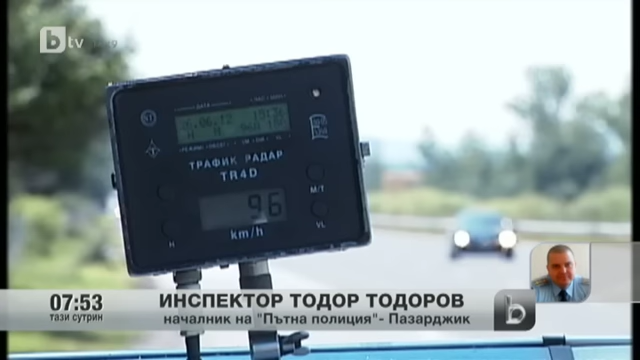 btv
ТРАФИК РАДАР
TR4D
96
km/h
M/T
VL
H
07:53
тази сутрин
ИНСПЕКТОР ТОДОР ТОДОРОВ
началник на "Пътна полиция"- Пазарджик
b